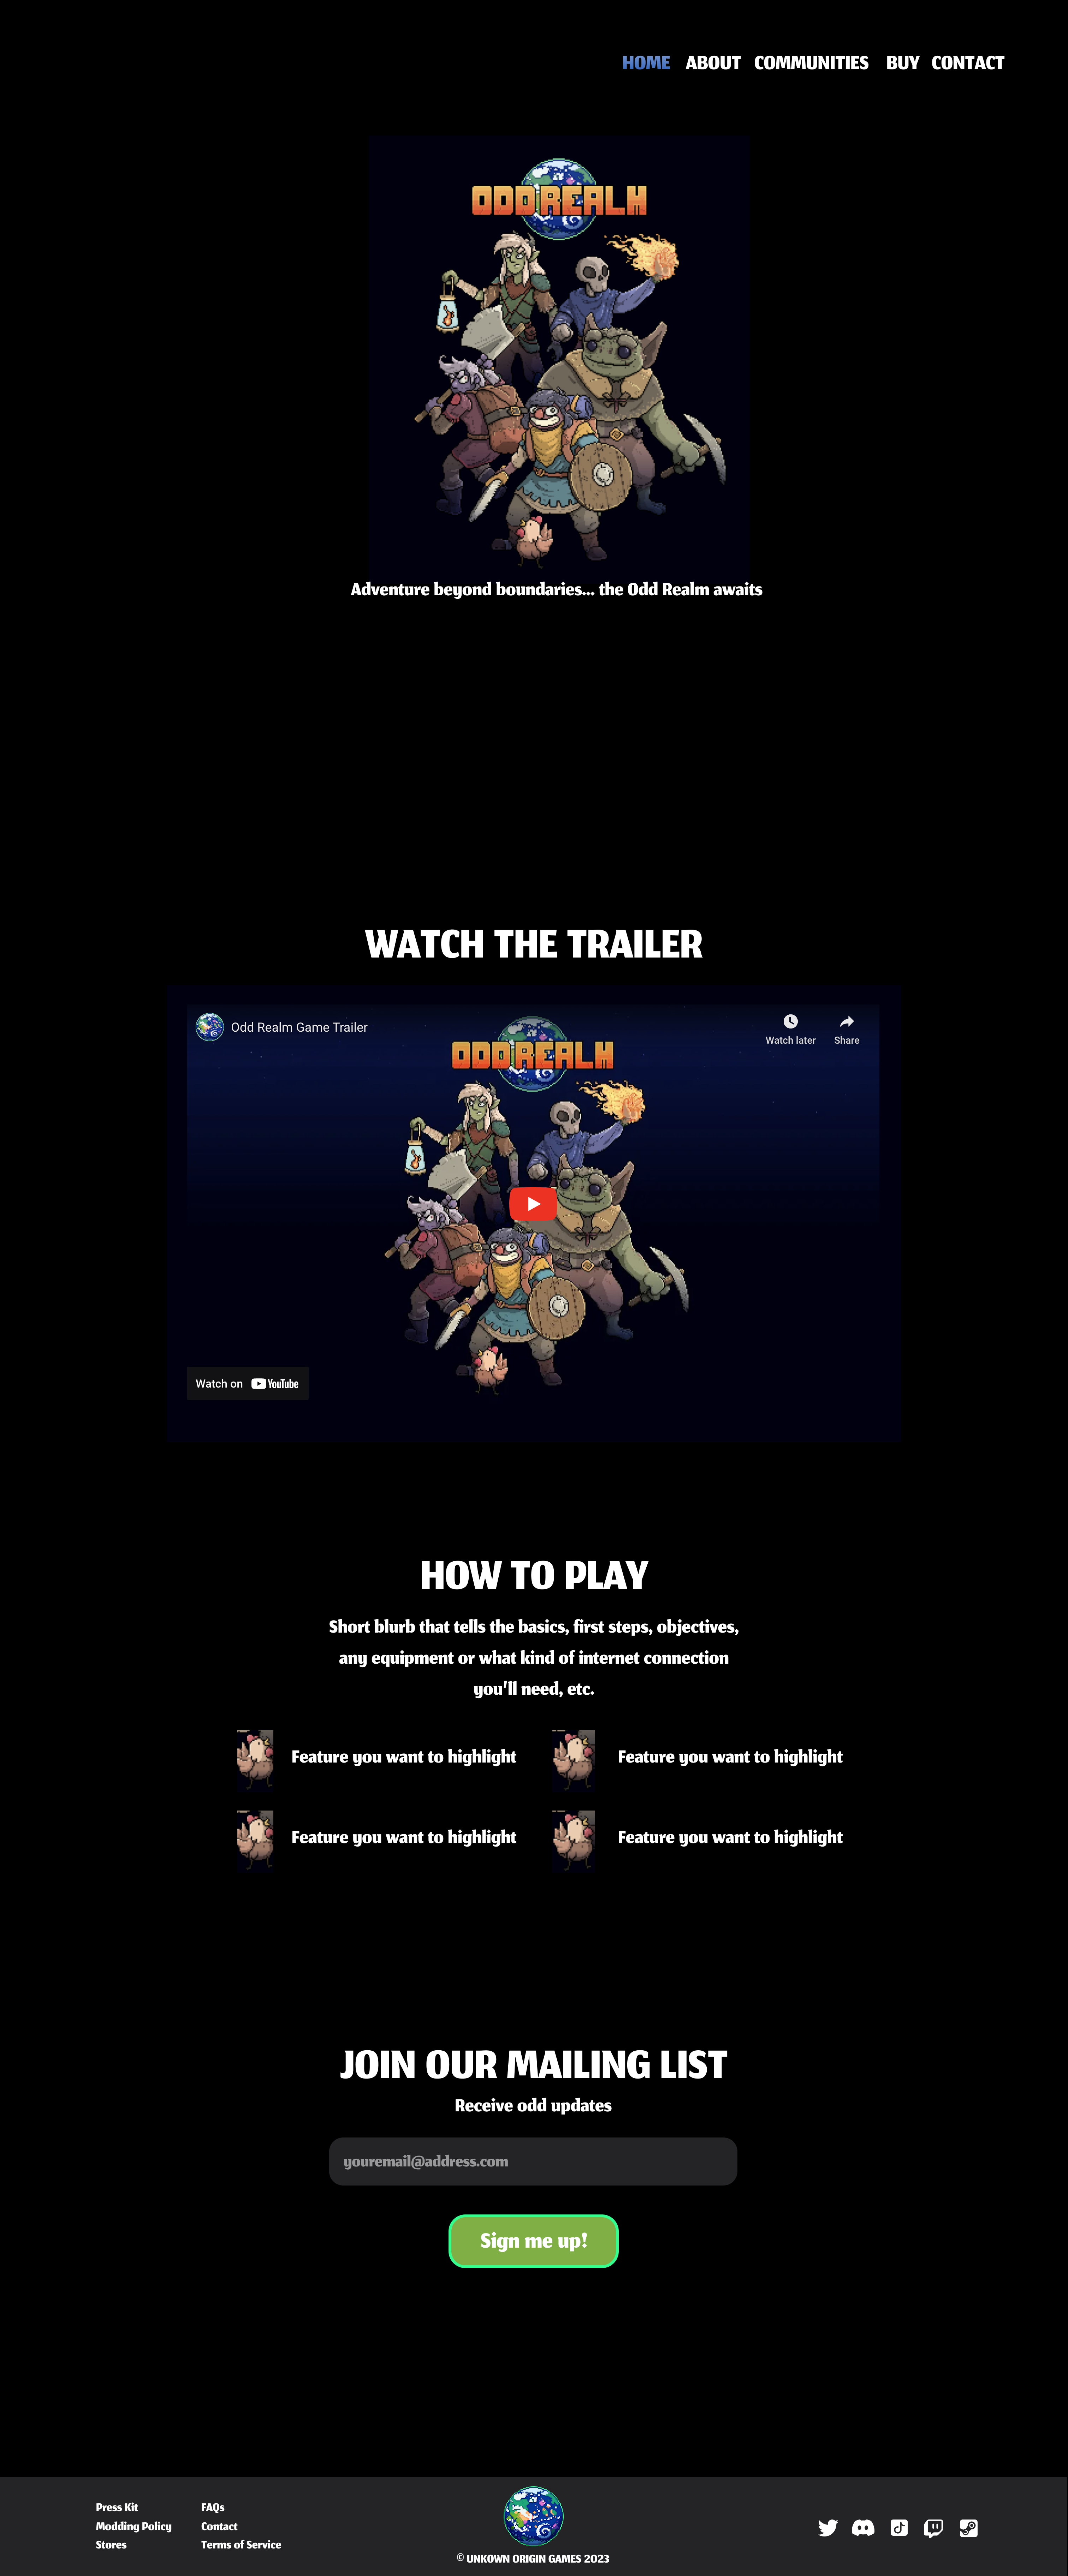 HOME ABOUT COMMUNITIES BUY CONTACT
ODD REALM
Adventure beyond boundaries... the Odd Realm awaits
WATCH THE TRAILER
Odd Realm Game Trailer
Watch later Share
ODD REALM
Watch on YouTube
HOW TO PLAY
Short blurb that tells the basics, first steps, objectives,
any equipment or what kind of internet connection
you'll need, etc.
Feature you want to highlight Feature you want to highlight
Feature you want to highlight Feature you want to highlight
JOIN OUR MAILING LIST
Receive odd updates
youremail@address.com
Sign me up!
Press Kit FAQs
Modding Policy Contact
Stores Terms of Service
© UNKOWN ORIGIN GAMES 2023